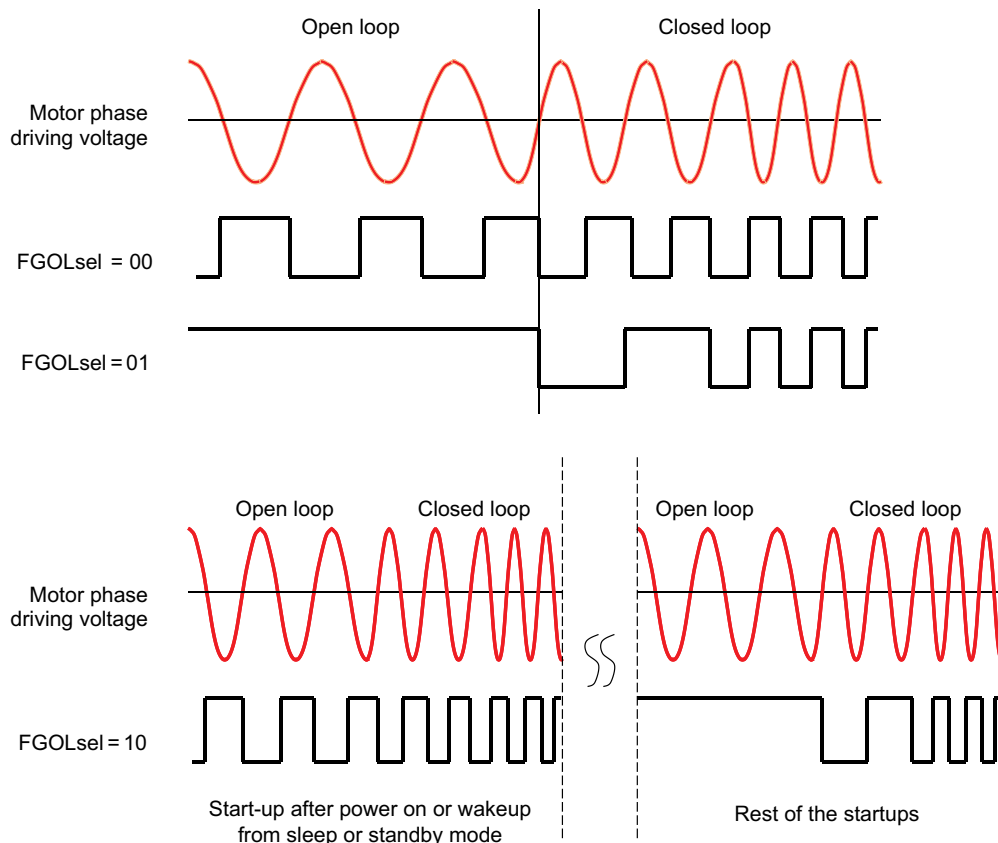 Open loop
Closed loop
Motor phase
driving voltage
FGOLsel = 00
FGOLsel = 01
Open loop
Closed loop
Open loop
Closed loop
Motor phase
driving voltage
FGOLsel = 10
Start-up after power on or wakeup
from sleep or standby mode
Rest of the startups